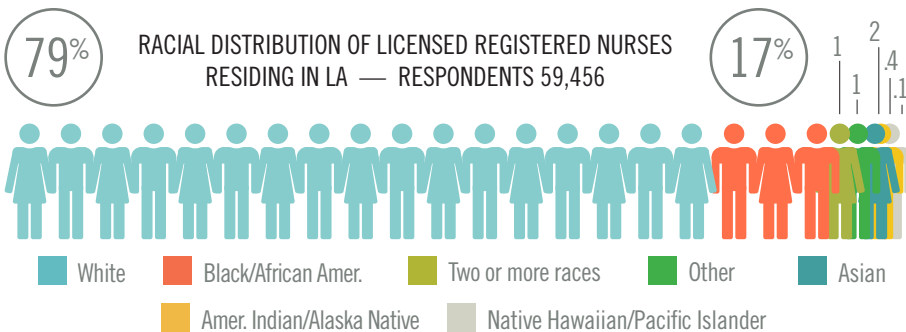 79%
RACIAL DISTRIBUTION OF LICENSED REGISTERED NURSES
RESIDING IN LA — RESPONDENTS 59,456
17%
1
1
2
.4
.1
White
Black/African Amer.
Two or more races
Other
Asian
Amer. Indian/Alaska Native
Native Hawaiian/Pacific Islander